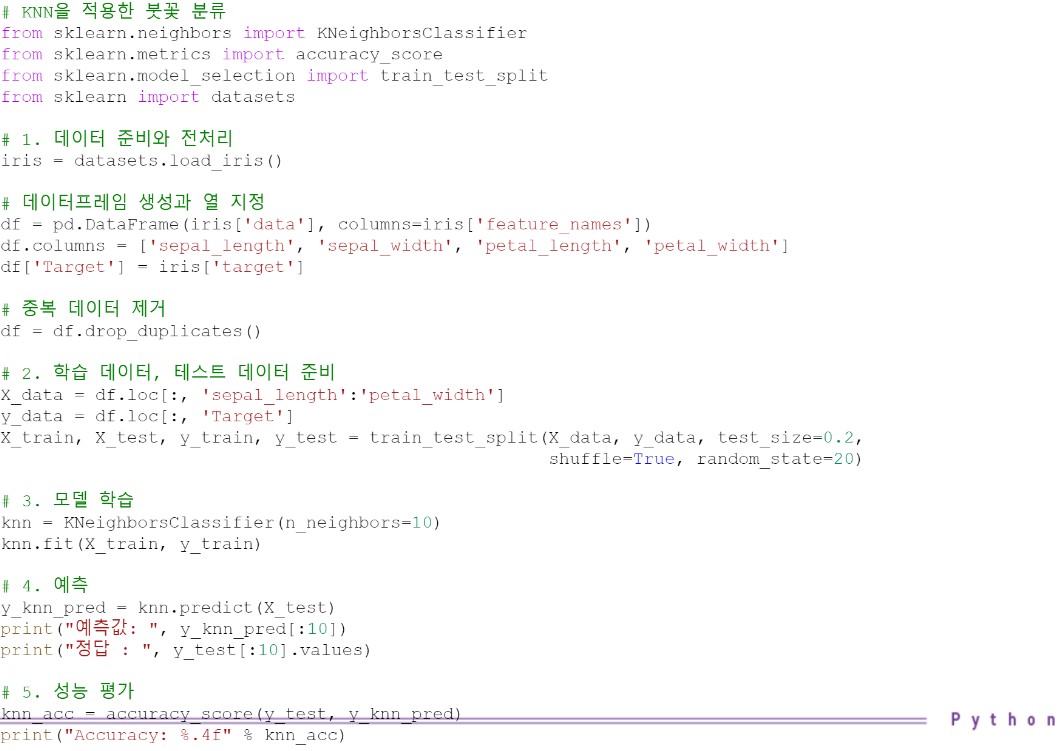 # KNN을 적용한 붓꽃 분류
from sklearn.neighbors import KNeighborsClassifier
from sklearn.metrics import accuracy_score
from sklearn.model_selection import train_test_split
from sklearn import datasets

# 1. 데이터 준비와 전처리
iris = datasets.load_iris()

# 데이터프레임 생성과 열 지정
df = pd.DataFrame(iris['data'], columns=iris['feature_names'])
df.columns = ['sepal_length', 'sepal_width', 'petal_length', 'petal_width']
df['Target'] = iris['target']

# 중복 데이터 제거
df = df.drop_duplicates()

# 2. 학습 데이터, 테스트 데이터 준비
X_data = df.loc[:, 'sepal_length':'petal_width']
y_data = df.loc[:, 'Target']
X_train, X_test, y_train, y_test = train_test_split(X_data, y_data, test_size=0.2,
                                                    shuffle=True, random_state=20)

# 3. 모델 학습
knn = KNeighborsClassifier(n_neighbors=10)
knn.fit(X_train, y_train)

# 4. 예측
y_knn_pred = knn.predict(X_test)
print("예측값: ", y_knn_pred[:10])
print("정답 : ", y_test[:10].values)

# 5. 성능 평가
knn_acc = accuracy_score(y_test, y_knn_pred)
print("Accuracy: %.4f" % knn_acc)
Python